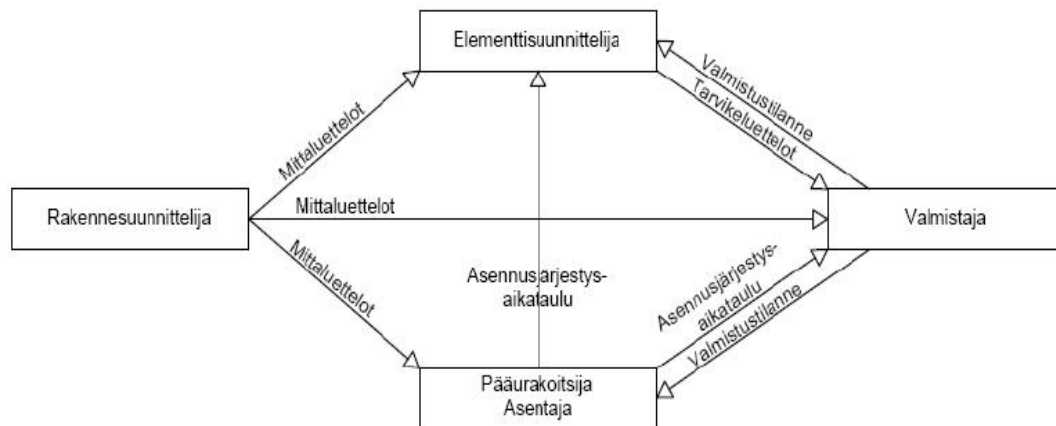 Elementtisuunnittelija
Valmistustilanne
Tarvikeluettelot
Mittaluettelot
Rakennesuunnittelija
Mittaluettelot
Valmistaja
Mittaluettelot
Asennusjärjestys-
aikataulu
Asennusjärjestys-
aikataulu
Valmistustilanne
Pääurakoitsija
Asentaja